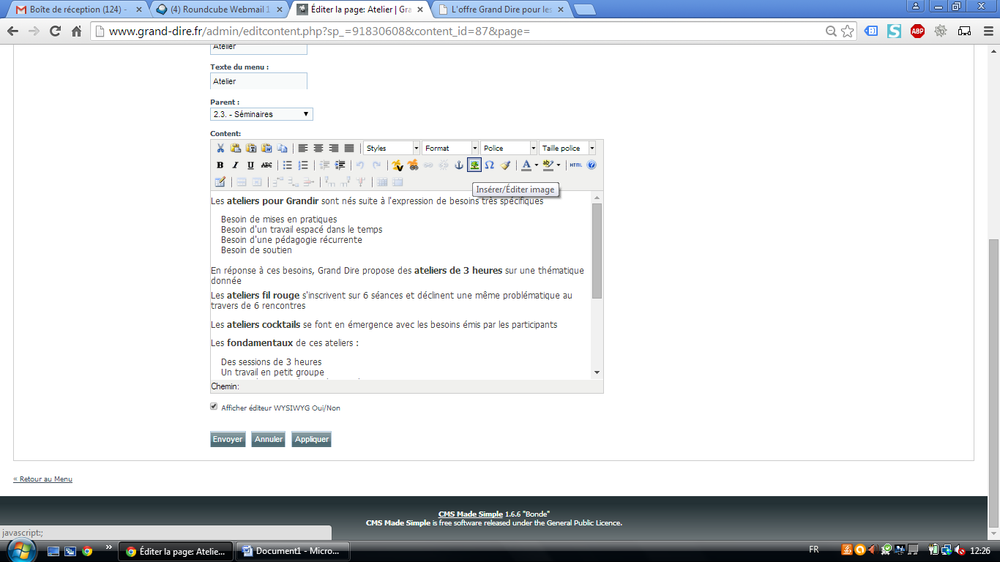 Boîte de réception (124) -
(4) Roundcube Webmail 1
Éditer la page: Atelier | Gra
L'offre Grand Dire pour les
www.grand-dire.fr/admin/editcontent.php?sp_=91830608&content_id=87&page=
ABP
Atelier
Texte du menu :
Atelier
Parent :
2.3. - Séminaires
Content:
Styles
Format
Police
Taille police
B I U ABC
A
ab
HTML
Insérer/Éditer image
Les ateliers pour Grandir sont nés suite à l'expression de besoins très spécifiques
Besoin de mises en pratiques
Besoin d'un travail espacé dans le temps
Besoin d'une pédagogie récurrente
Besoin de soutien
En réponse à ces besoins, Grand Dire propose des ateliers de 3 heures sur une thématique
donnée
Les ateliers fil rouge s'inscrivent sur 6 séances et déclinent une même problématique au
travers de 6 rencontres
Les ateliers cocktails se font en émergence avec les besoins émis par les participants
Les fondamentaux de ces ateliers :
Des sessions de 3 heures
Un travail en petit groupe
Chemin:
Afficher éditeur WYSIWYG Oui/Non
Envoyer
Annuler
Appliquer
« Retour au Menu
CMS Made Simple 1.6.6 "Bonde"
CMS Made Simple is free software released under the General Public Licence.
javascript:;
»
Éditer la page: Atelie...
Document1 - Micro...
FR
12:26